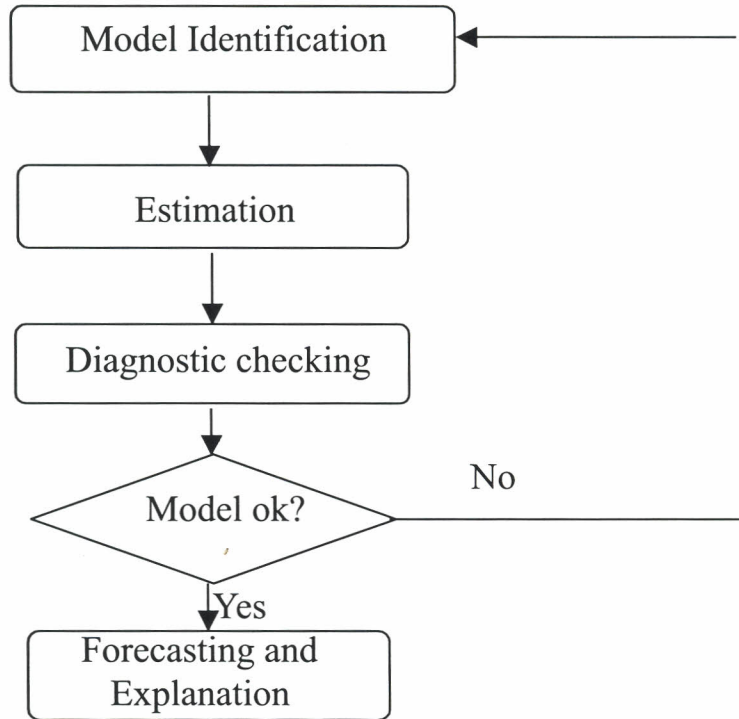 Model Identification
Estimation
Diagnostic checking
Model ok?
No
Yes
Forecasting and
Explanation